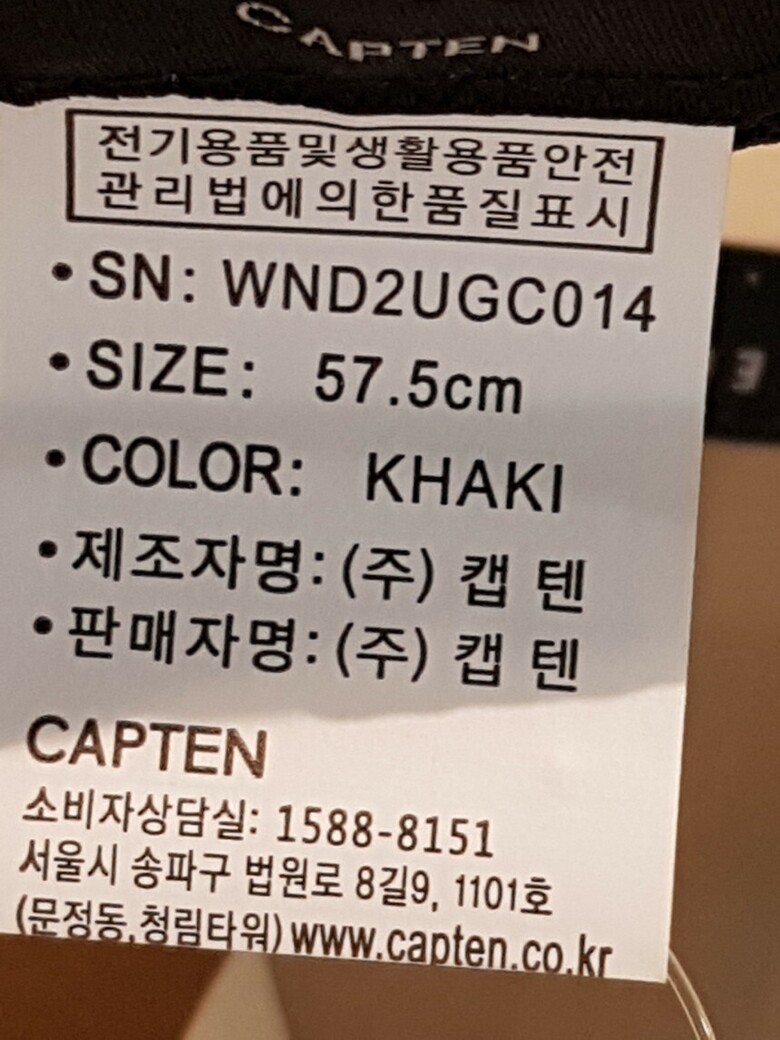 CAPTEN
전기용품및생활용품안전
관리법에의한품질표시
•SN: WND2UGC014
•SIZE: 57.5cm
•COLOR: KHAKI
•제조자명:(주) 캡 텐
•판매자명:(주) 캡 텐
CAPTEN
소비자상담실: 1588-8151
서울시 송파구 법원로 8길9, 1101호
(문정동,청림타워)www.capten.co.kr